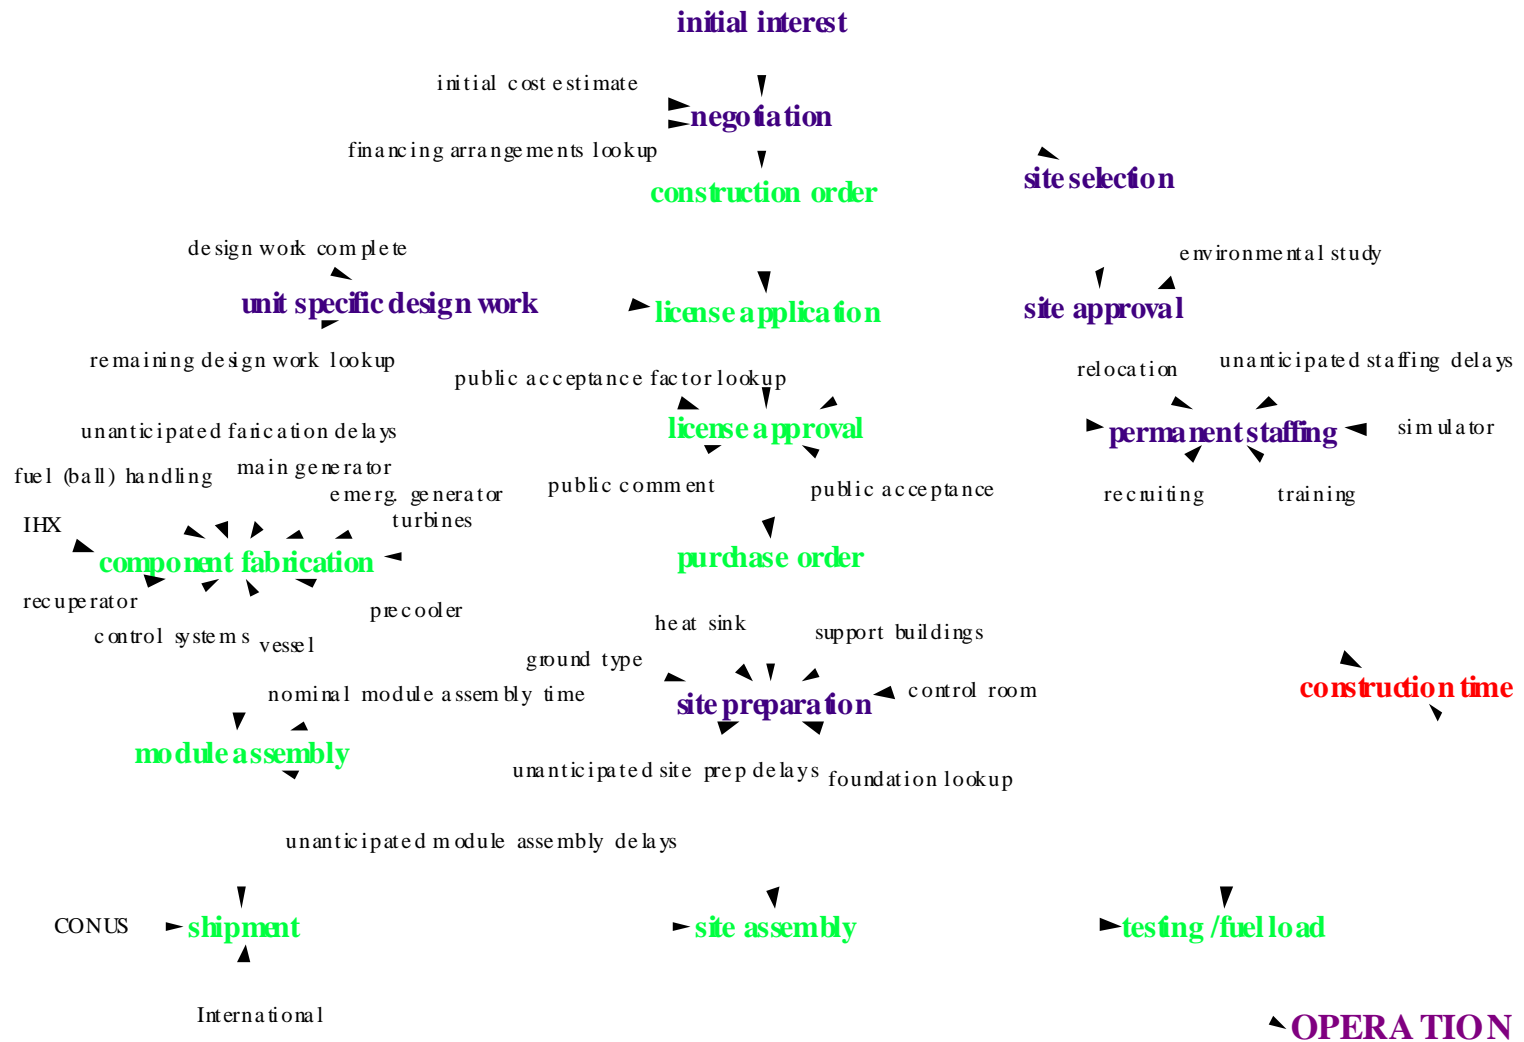 initial interest
initial cost estimate
negotiation
financing arrangements lookup
site selection
construction order
design work complete
environmental study
unit specific design work
license application
site approval
remaining design work lookup
public acceptance factor lookup
relocation
unanticipated staffing delays
unanticipated farication delays
license approval
permanent staffing
simulator
fuel (ball) handling
main generator
emerg. generator
public comment
public acceptance
recruiting
training
IHX
turbines
component fabrication
purchase order
recuperator
precooler
control systems
vessel
heat sink
support buildings
ground type
nominal module assembly time
site preparation
control room
construction time
module assembly
unanticipated site prep delays
foundation lookup
unanticipated module assembly delays
CONUS
shipment
site assembly
testing /fuel load
International
OPERATION